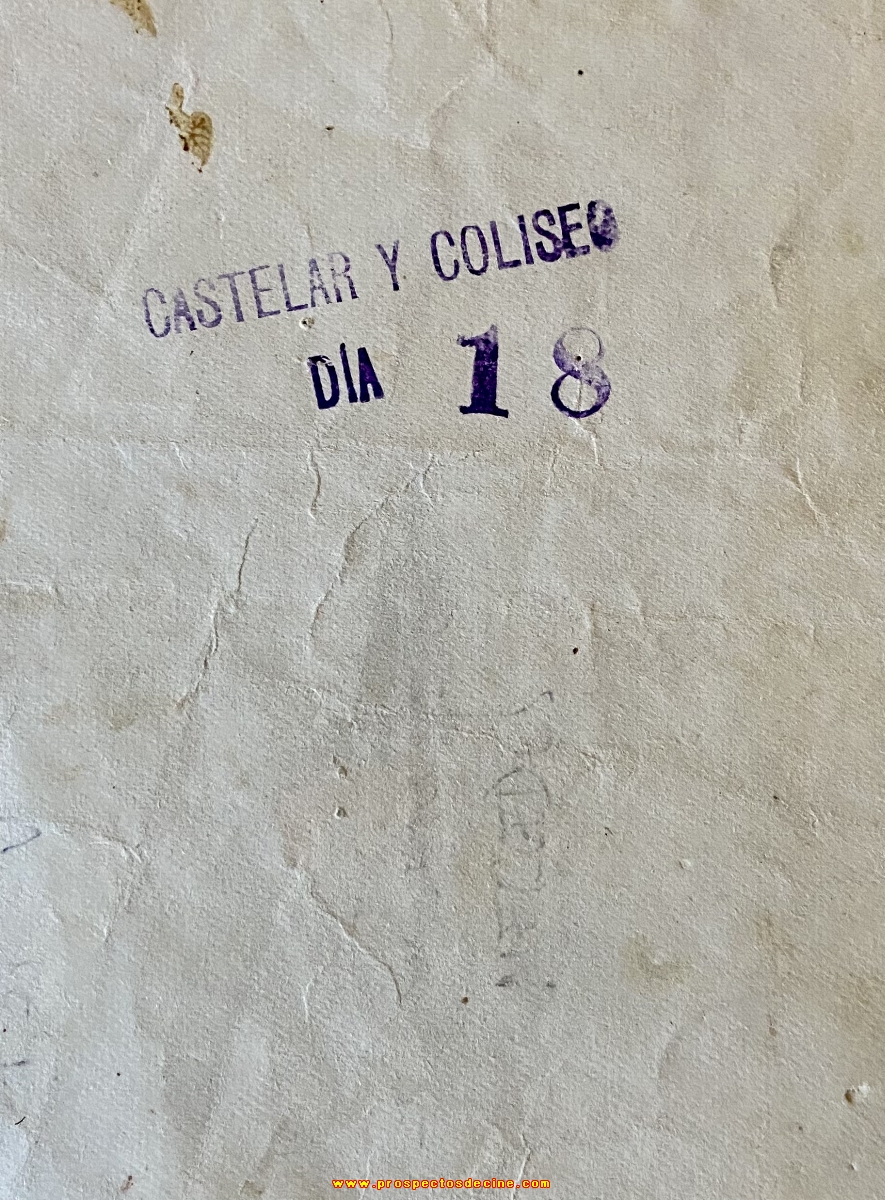 CASTELAR Y COLISEO
DÍA 18
www.prospectosdecine.com